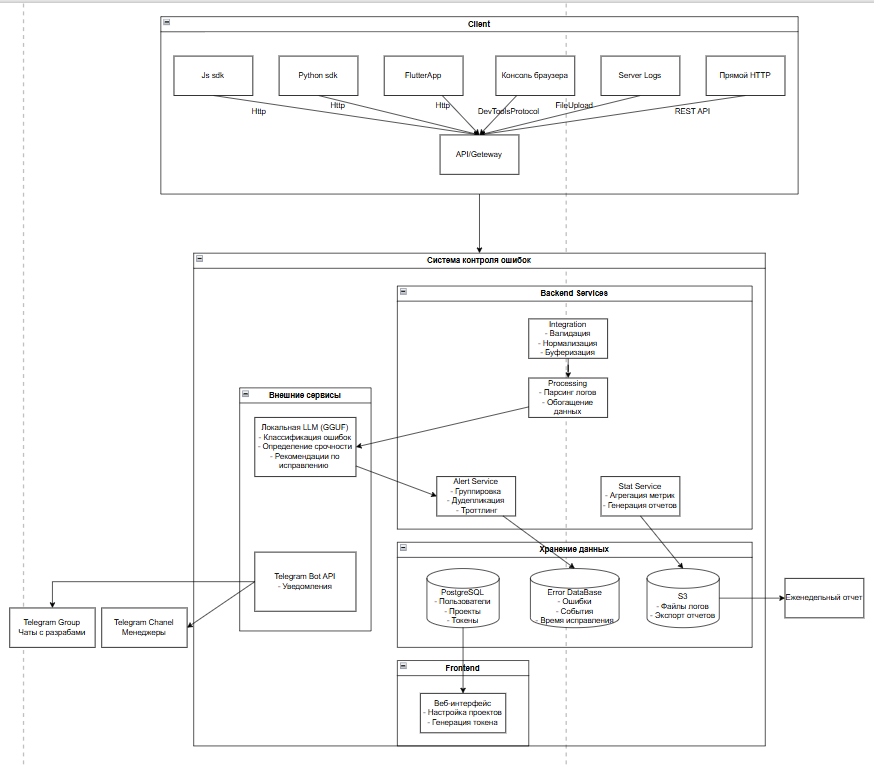 Client
Js sdk
Python sdk
FlutterApp
Консоль браузера
Server Logs
Прямой HTTP
Http
Http
Http
DevToolsProtocol
FileUpload
REST API
API/Geteway
Система контроля ошибок
Backend Services
Integration
- Валидация
- Нормализация
- Буферизация
Processing
- Парсинг логов
- Обогащение
данных
Внешние сервисы
Локальная LLM (GGUF)
- Классификация ошибок
- Определение срочности
- Рекомендации по
исправлению
Alert Service
- Группировка
- Дудепликация
- Троттлинг
Stat Service
- Агрегация метрик
- Генерация отчетов
Хранение данных
Telegram Bot API
- Уведомления
PostgreSQL
- Пользователи
- Проекты
- Токены
Error DataBase
- Ошибки
- События
- Время исправления
S3
- Файлы логов
- Экспорт отчетов
Еженедельный отчет
Telegram Group
Чаты с разрабами
Telegram Chanel
Менеджеры
Frontend
Веб-интерфейс
- Настройка проектов
- Генерация токена